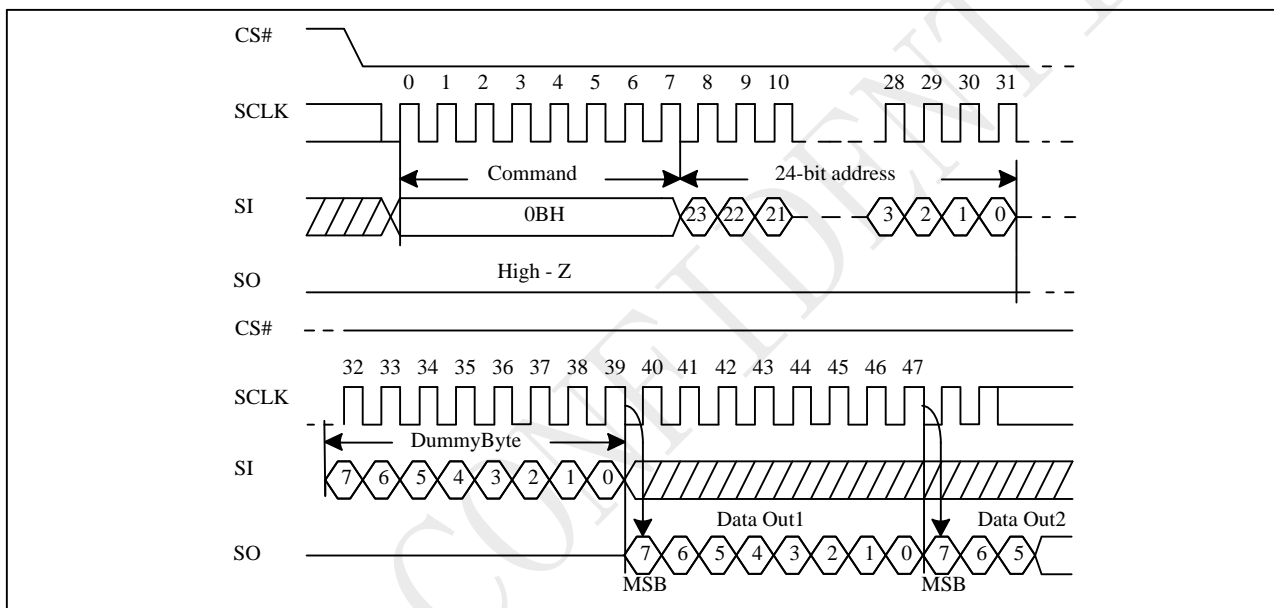 CS#
0 1 2 3 4 5 6 7 8 9 10 28 29 30 31
SCLK
Command 24-bit address
SI 0BH 23 22 21 3 2 1 0
High - Z
SO
CS#
32 33 34 35 36 37 38 39 40 41 42 43 44 45 46 47
SCLK
DummyByte
SI 7 6 5 4 3 2 1 0
Data Out1 Data Out2
SO 7 6 5 4 3 2 1 0 7 6 5
MSB MSB
CONFIDENT